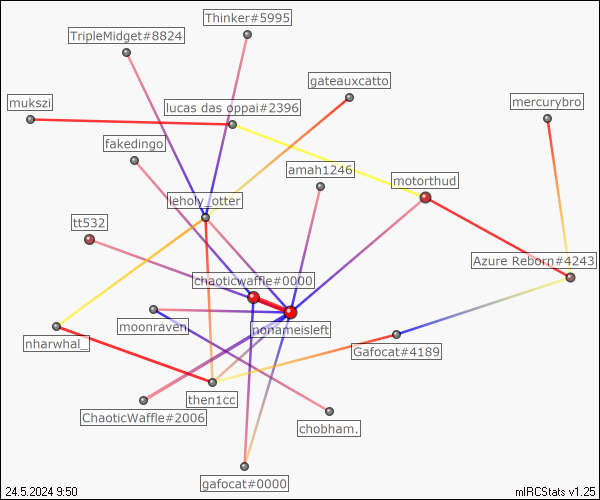 Thinker#5995
TripleMidget#8824
gateauxcatto
mukszi
lucas das oppai#2396
mercurybro
fakedingo
amah1246
motorthud
leholy_otter
tt532
Azure Reborn#4243
chaoticwaffle#0000
moonraven
nonameisleft
nharwhal_
Gafocat#4189
then1cc
ChaoticWaffle#2006
chobham.
gafocat#0000
24.5.2024 9:50
mIRCStats v1.25